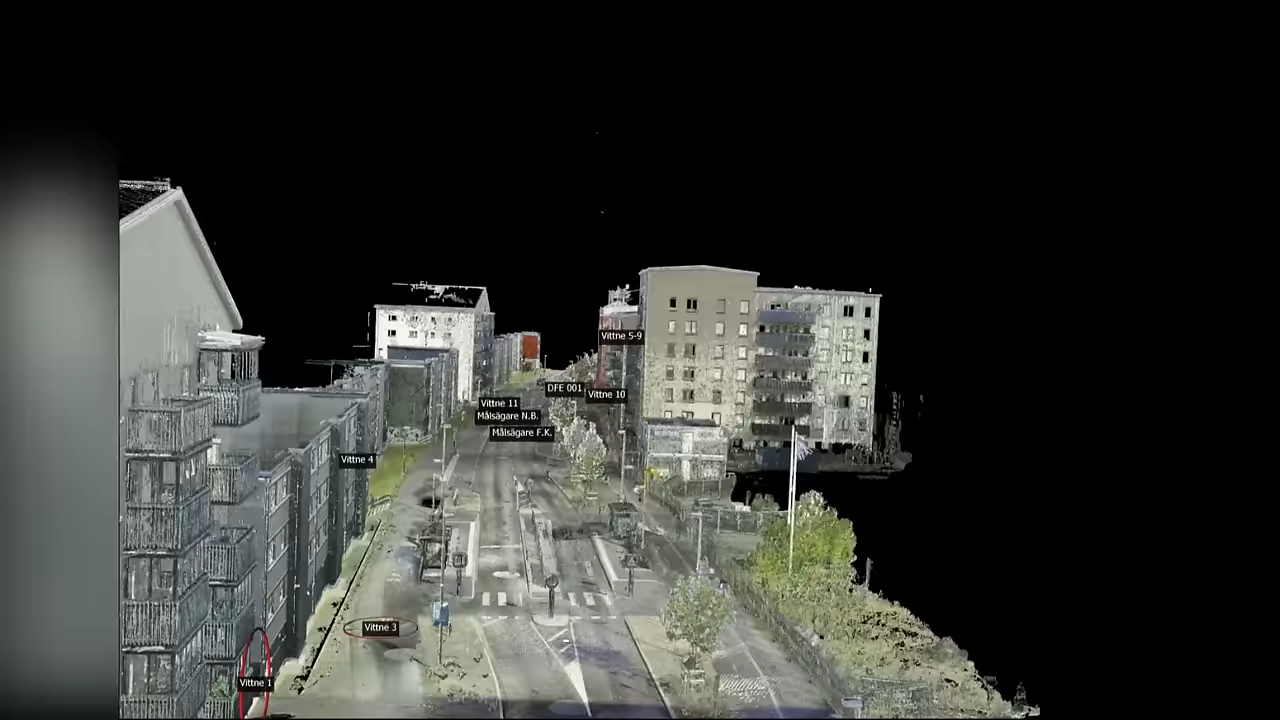 Vittne 5-9
DFE 001
Vittne 10
Vittne 11
Målsägare N.B.
Målsägare F.K.
Vittne 4
Vittne 3
Vittne 1